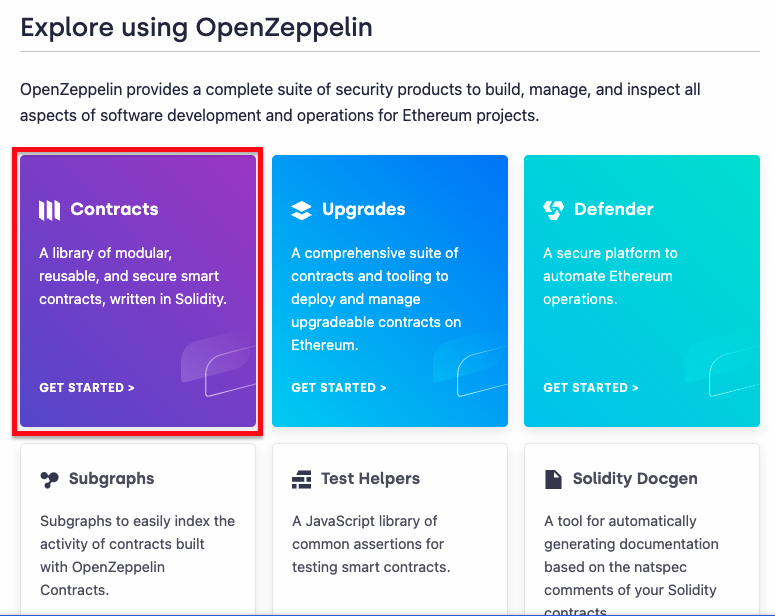 Explore using OpenZeppelin
OpenZeppelin provides a complete suite of security products to build, manage, and inspect all
aspects of software development and operations for Ethereum projects.
Contracts
A library of modular,
reusable, and secure smart
contracts, written in Solidity.
GET STARTED >
Upgrades
A comprehensive suite of
contracts and tooling to
deploy and manage
upgradeable contracts on
Ethereum.
GET STARTED >
Defender
A secure platform to
automate Ethereum
operations.
GET STARTED >
Subgraphs
Subgraphs to easily index the
activity of contracts built
with OpenZeppelin
Contracts.
Test Helpers
A JavaScript library of
common assertions for
testing smart contracts.
Solidity Docgen
A tool for automatically
generating documentation
based on the natspec
comments of your Solidity
contracts.